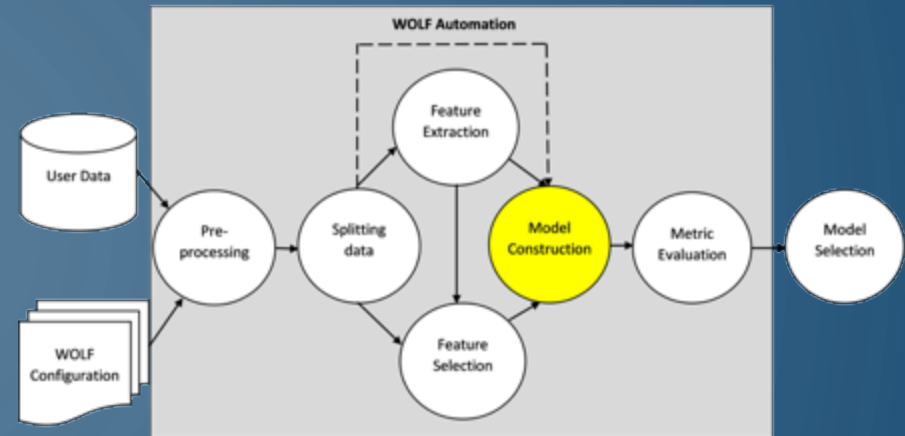 WOLF Automation
User Data
WOLF
Configuration
Pre-
processing
Splitting
data
Feature
Extraction
Feature
Selection
Model
Construction
Metric
Evaluation
Model
Selection